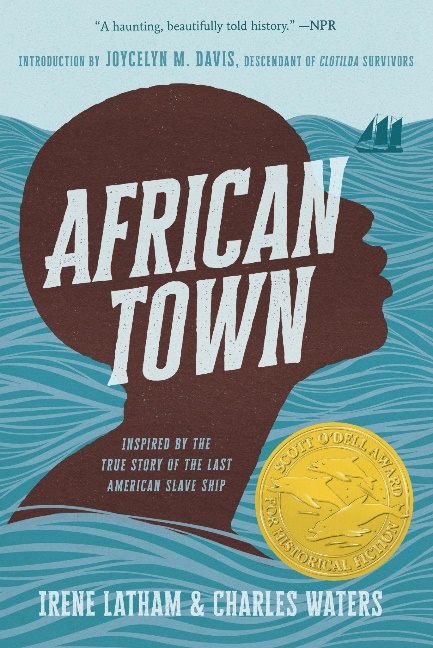 “A haunting, beautifully told history.” —NPR
INTRODUCTION BY JOYCELYN M. DAVIS, DESCENDANT OF CLOTILDA SURVIVORS
AFRICAN
TOWN
INSPIRED BY THE
TRUE STORY OF THE LAST
AMERICAN SLAVE SHIP
SCOTT O'DELL AWARD
FOR HISTORICAL FICTION
IRENE LATHAM & CHARLES WATERS